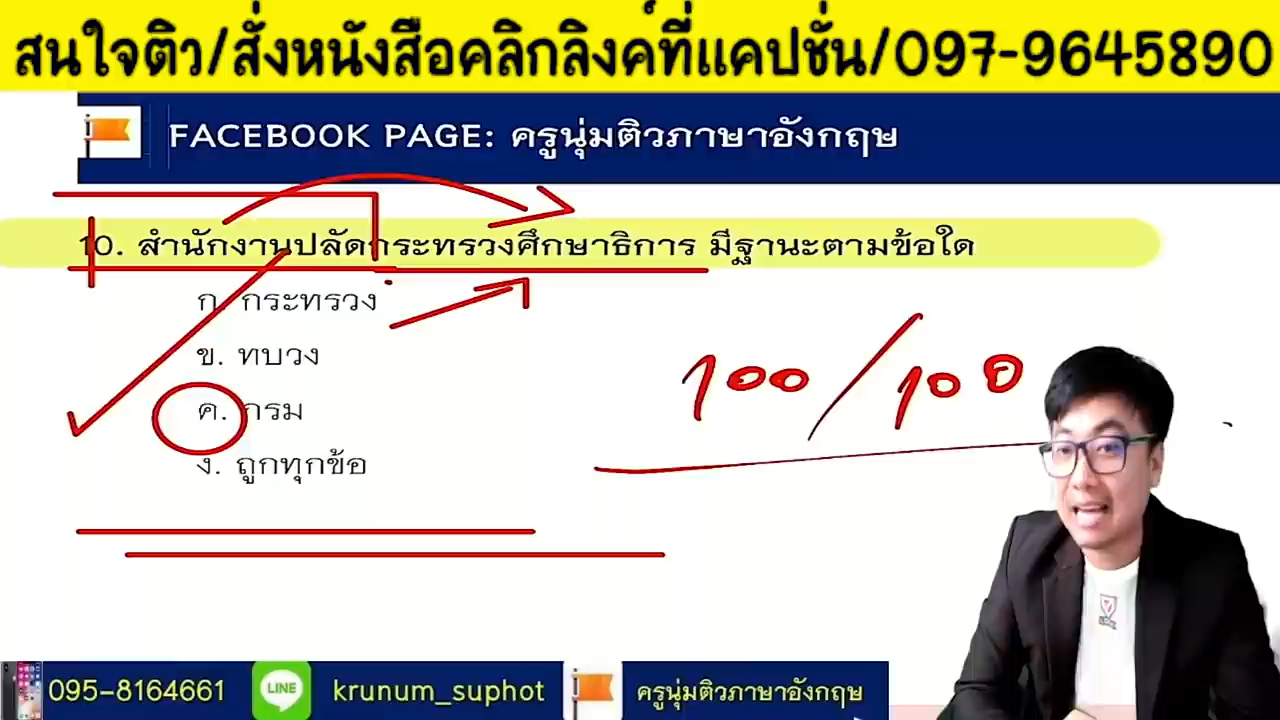 สนใจติว/สั่งหนังสือคลิกลิงค์ที่แคปชั่น/097-9645890
FACEBOOK PAGE: ครูนุ่มติวภาษาอังกฤษ
10. สำนักงานปลัดกระทรวงศึกษาธิการ มีฐานะตามข้อใด
ก. กระทรวง
ข. ทบวง
ค. กรม
ง. ถูกทุกข้อ
100/100
095-8164661 LINE krunum_suphot ครูนุ่มติวภาษาอังกฤษ